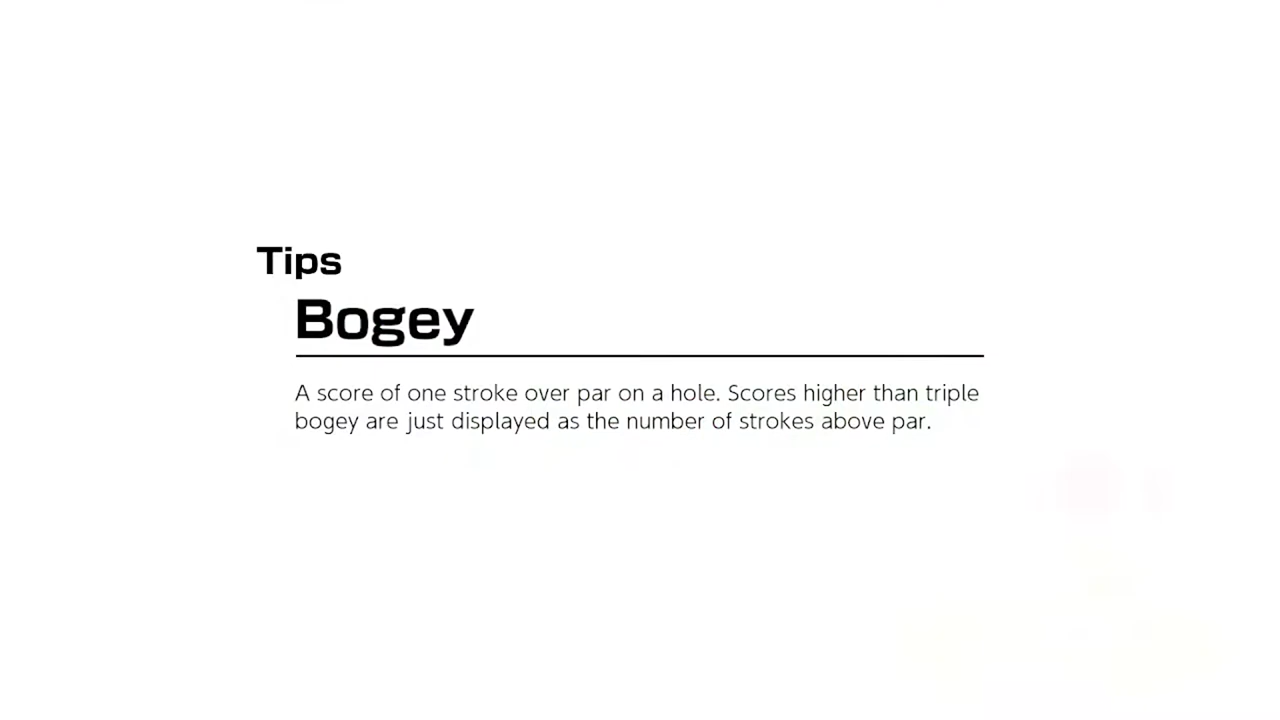 Tips
Bogey
A score of one stroke over par on a hole. Scores higher than triple
bogey are just displayed as the number of strokes above par.